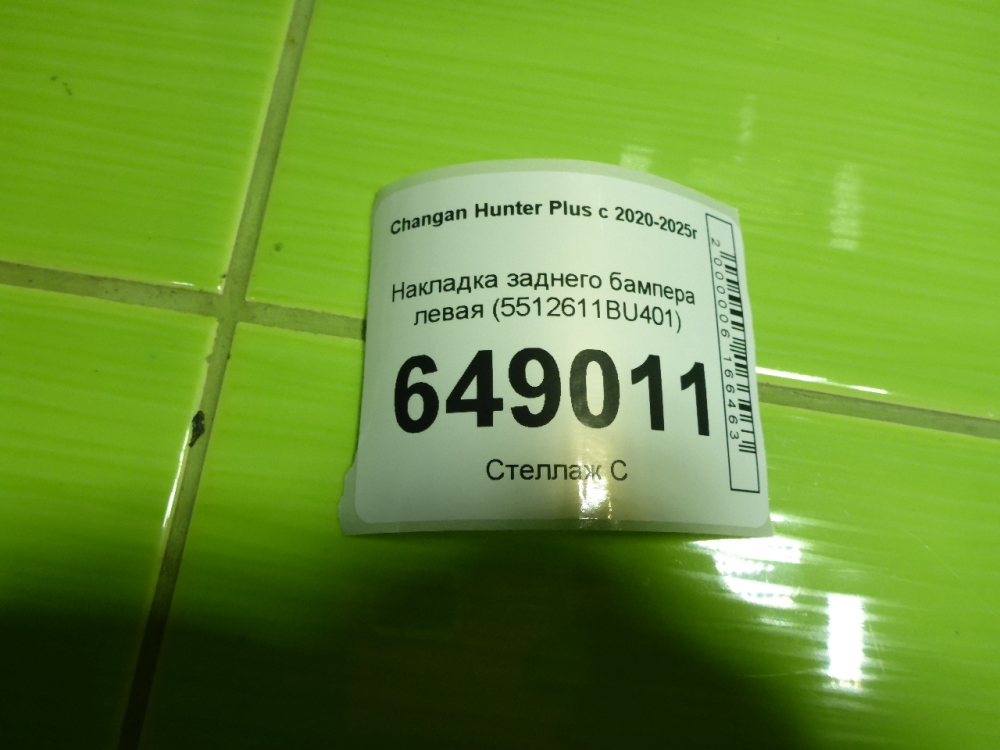 Changan Hunter Plus с 2020-2025г
Накладка заднего бампера
левая (5512611BU401)
649011
Стеллаж С
2000006166463